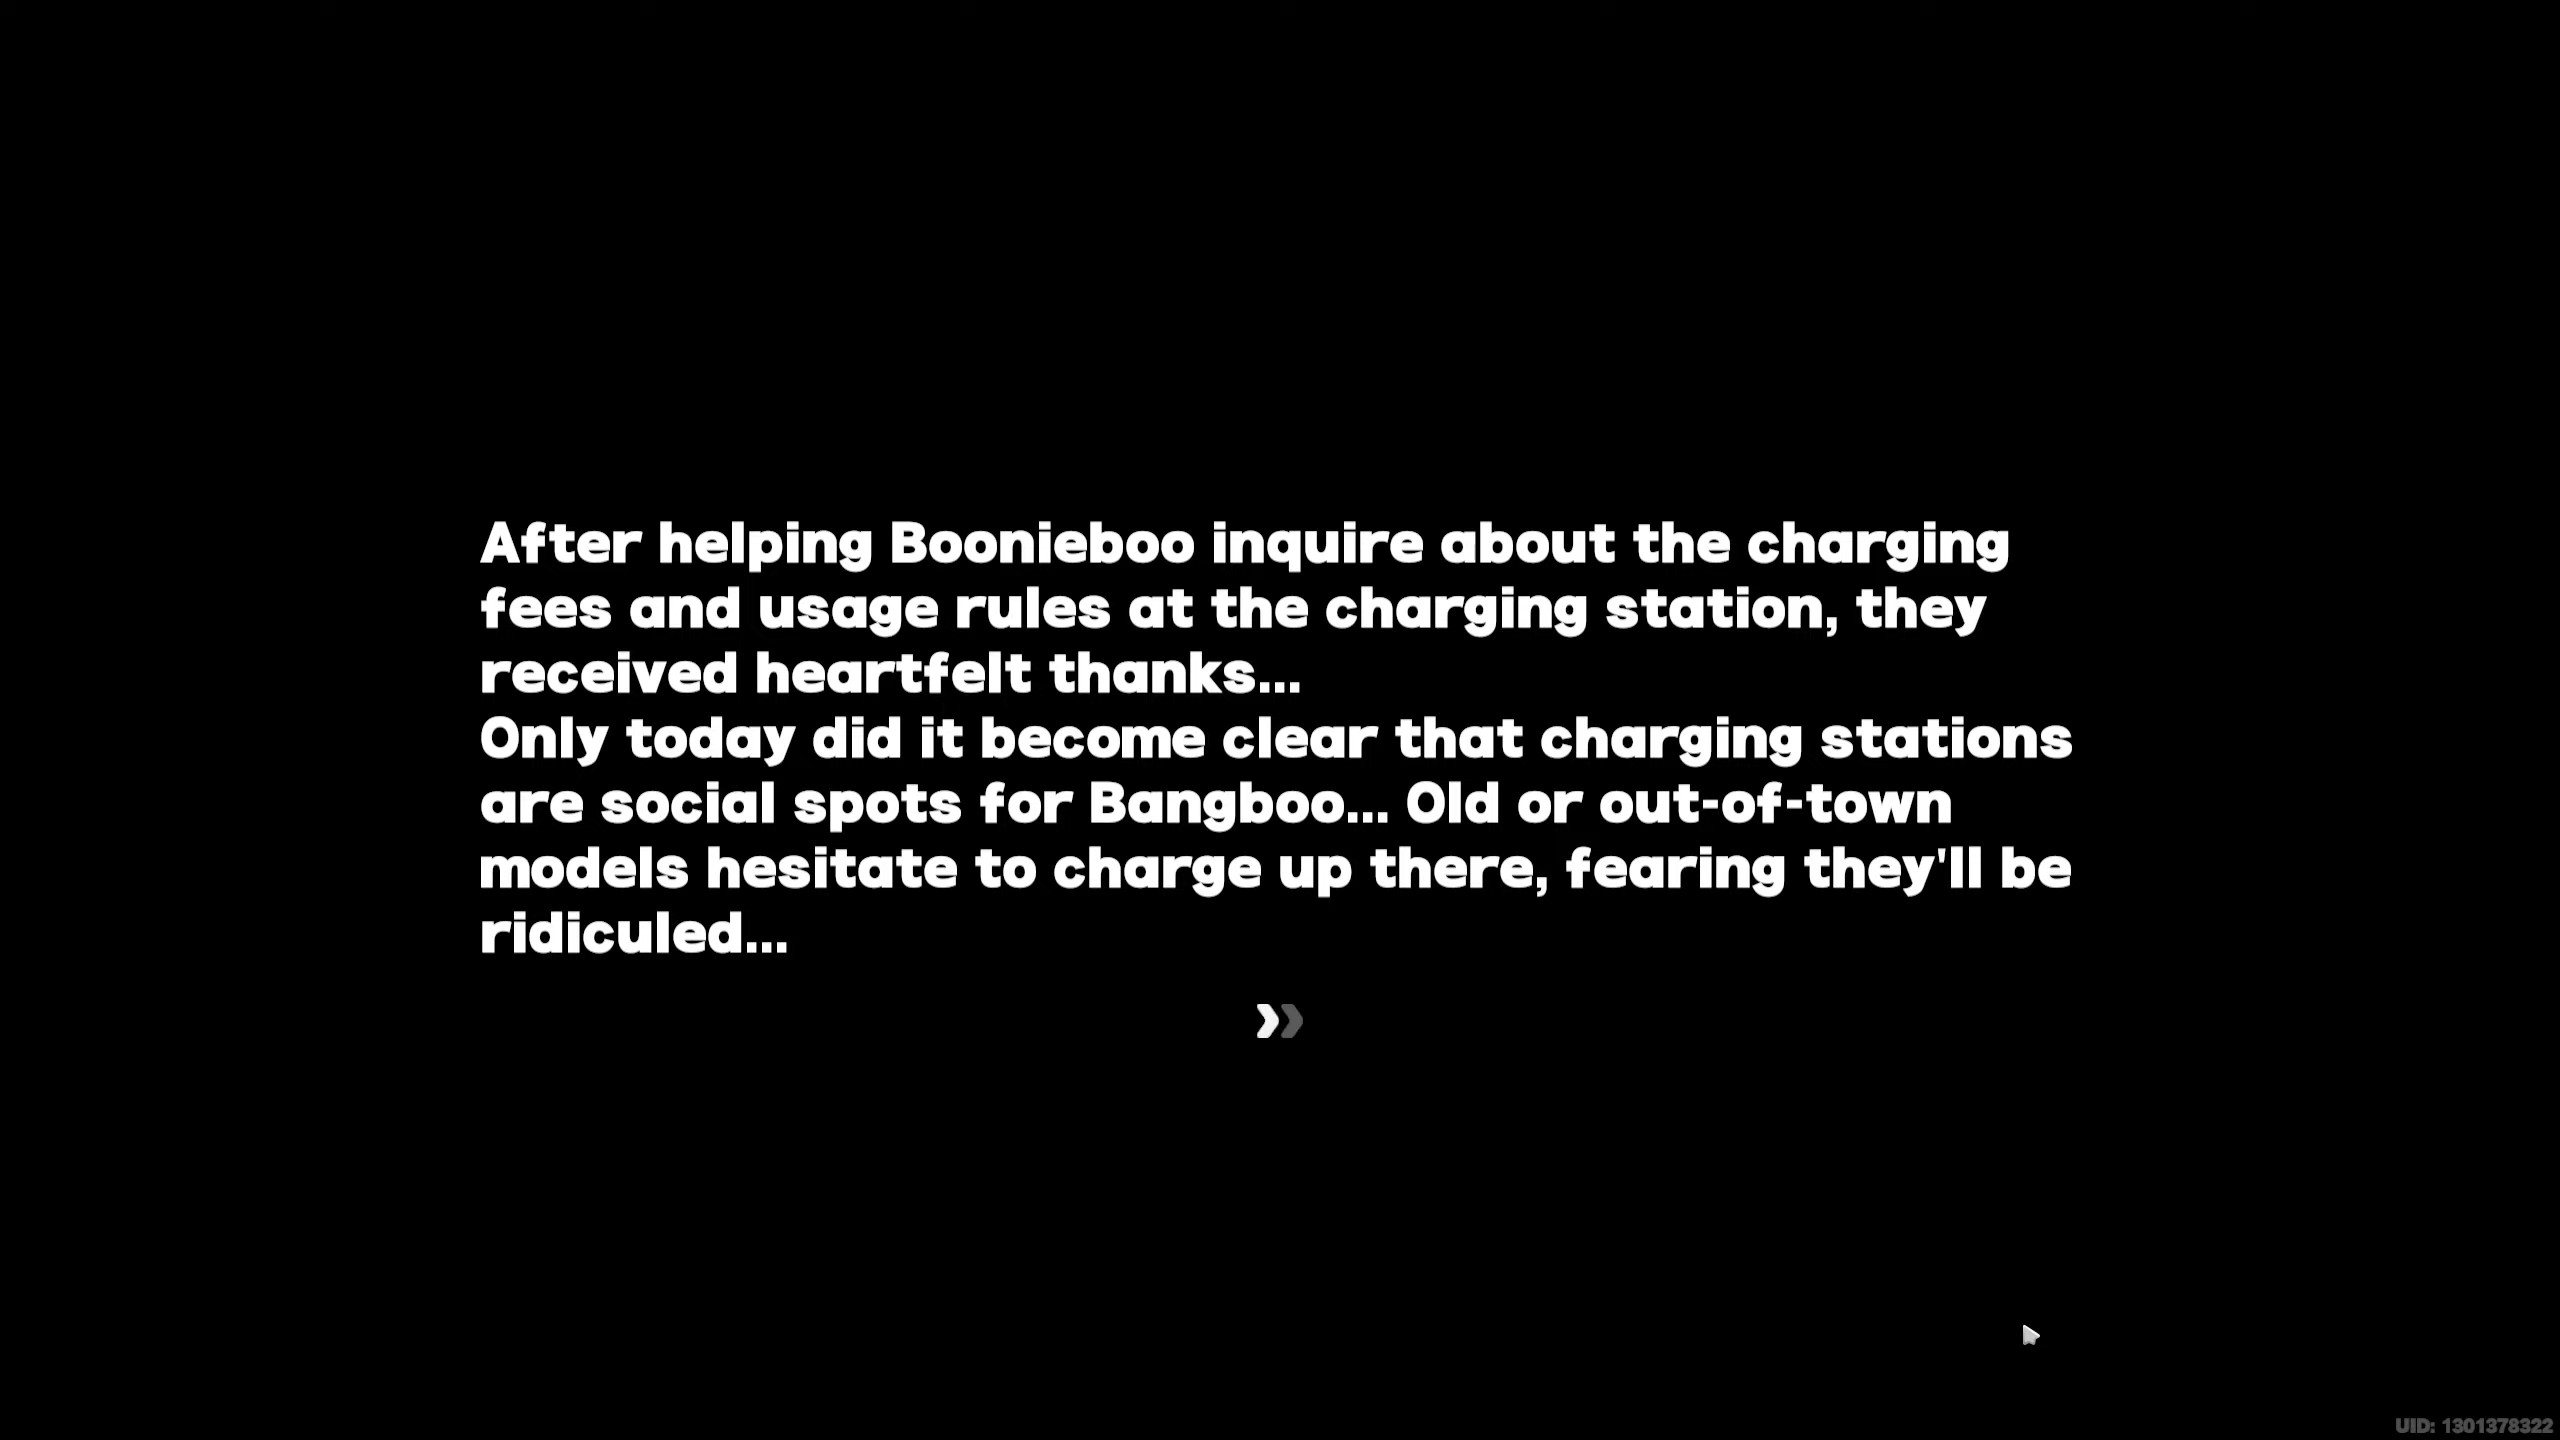 After helping Boonieboo inquire about the charging
fees and usage rules at the charging station, they
received heartfelt thanks...
Only today did it become clear that charging stations
are social spots for Bangboo... Old or out-of-town
models hesitate to charge up there, fearing they'll be
ridiculed...
UID: 1301378322